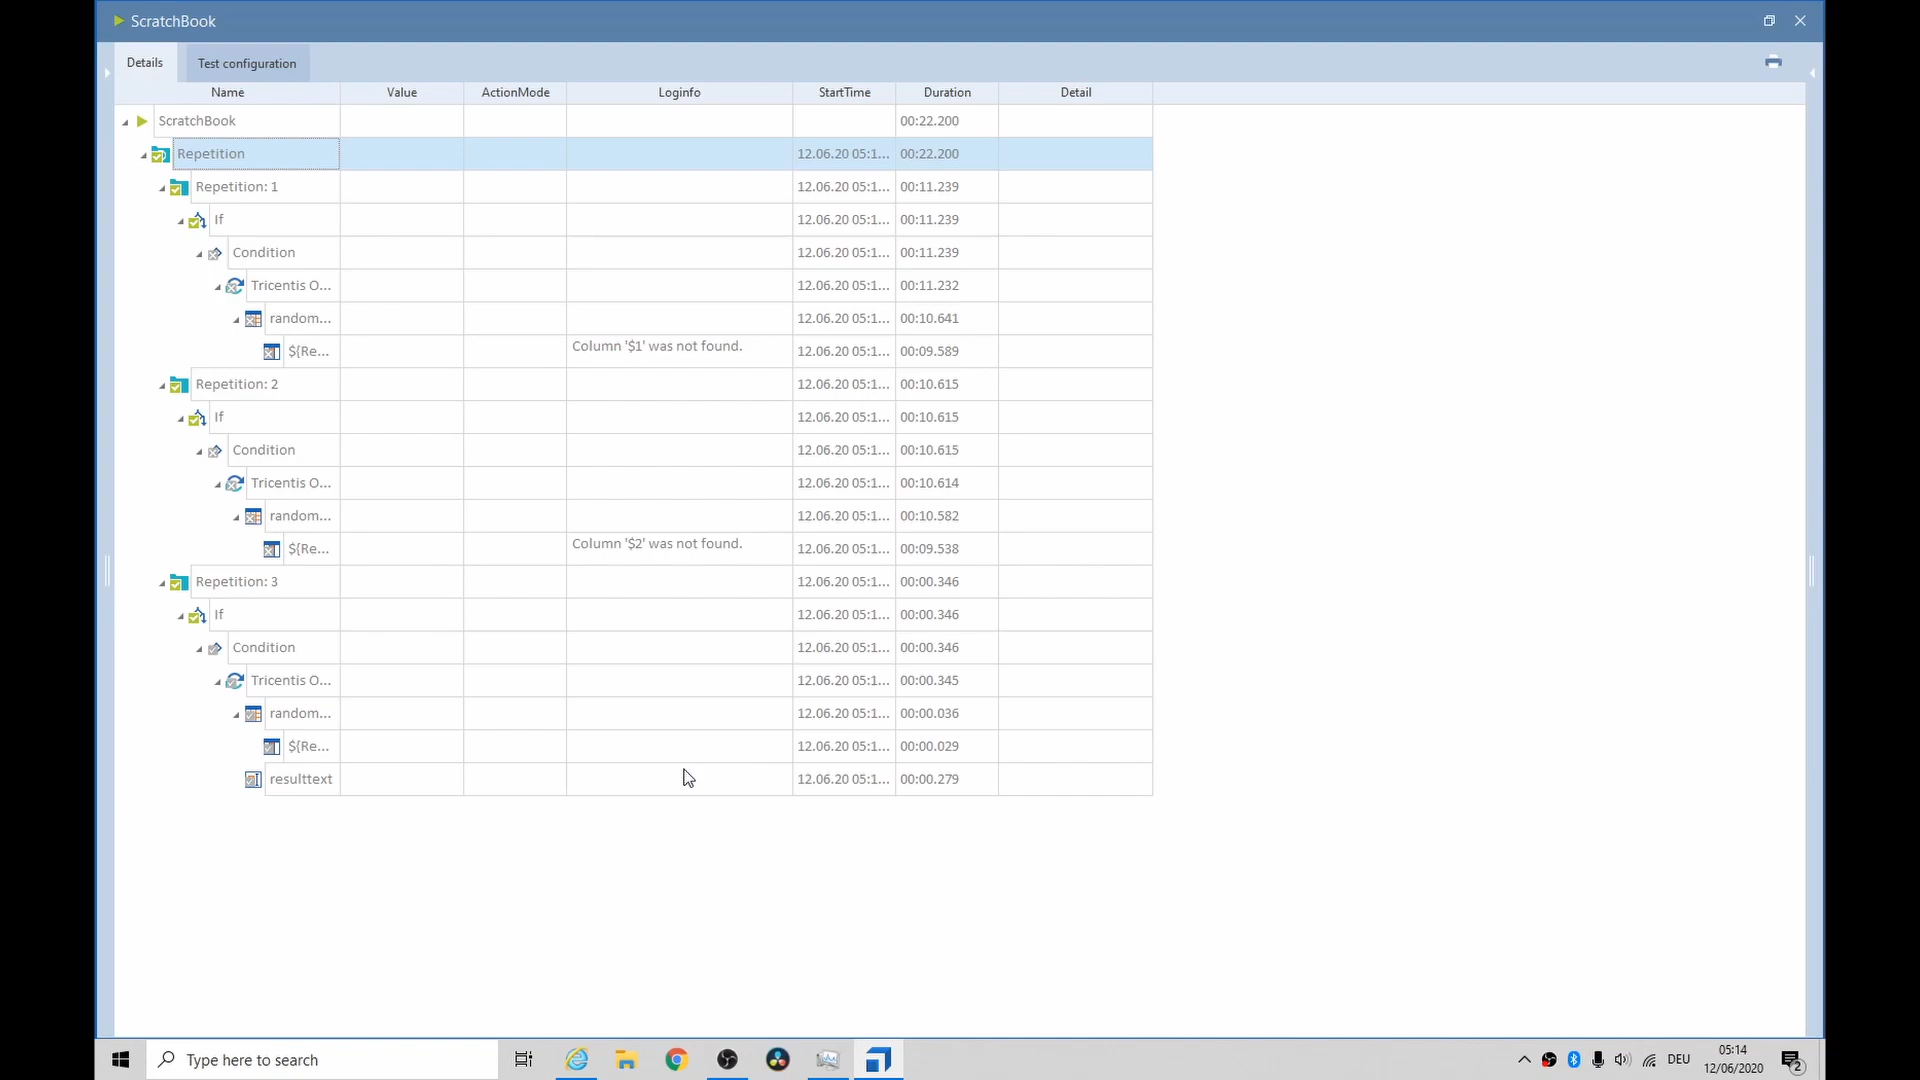 ScratchBook
Details
Test configuration
Name Value ActionMode Loginfo StartTime Duration Detail
ScratchBook 00:22.200
Repetition 12.06.20 05:1... 00:22.200
Repetition: 1 12.06.20 05:1... 00:11.239
If 12.06.20 05:1... 00:11.239
Condition 12.06.20 05:1... 00:11.239
Tricentis O... 12.06.20 05:1... 00:11.232
random... 12.06.20 05:1... 00:10.641
${Re... Column '$1' was not found. 12.06.20 05:1... 00:09.589
Repetition: 2 12.06.20 05:1... 00:10.615
If 12.06.20 05:1... 00:10.615
Condition 12.06.20 05:1... 00:10.615
Tricentis O... 12.06.20 05:1... 00:10.614
random... 12.06.20 05:1... 00:10.582
${Re... Column '$2' was not found. 12.06.20 05:1... 00:09.538
Repetition: 3 12.06.20 05:1... 00:00.346
If 12.06.20 05:1... 00:00.346
Condition 12.06.20 05:1... 00:00.346
Tricentis O... 12.06.20 05:1... 00:00.345
random... 12.06.20 05:1... 00:00.036
${Re... 12.06.20 05:1... 00:00.029
resulttext 12.06.20 05:1... 00:00.279
Type here to search
DEU
05:14
12/06/2020
2